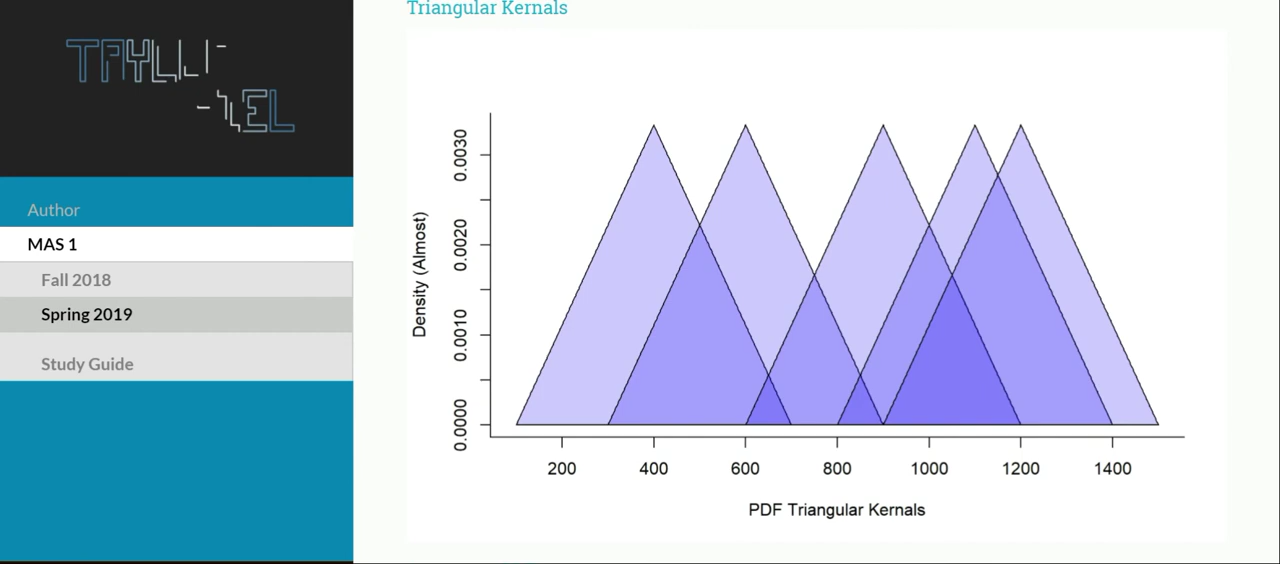 Triangular Kernals
Author
MAS 1
Fall 2018
Spring 2019
Study Guide
Density (Almost)
0.0030
0.0020
0.0010
0.0000
200 400 600 800 1000 1200 1400
PDF Triangular Kernals